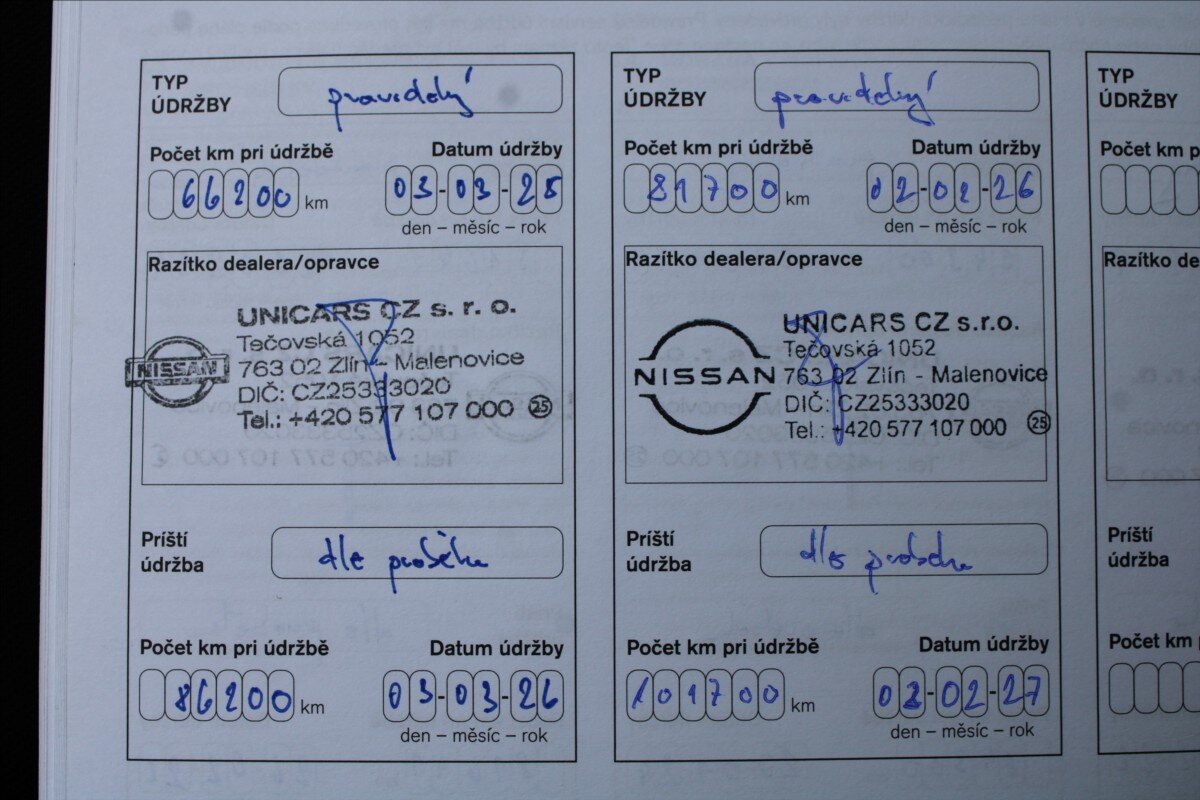 TYP
ÚDRŽBY
pravidelný
Počet km pri údržbě
Datum údržby
66200 km
03-03-25
den – měsíc – rok
Razítko dealera/opravce
UNICARS CZ s. r. o.
Tečovská 1052
763 02 Zlín - Malenovice
DIČ: CZ25333020
Tel.: +420 577 107 000 25
NISSAN
Príští
údržba
dle proběhu
Počet km pri údržbě
Datum údržby
86200 km
03-03-26
den – měsíc – rok
TYP
ÚDRŽBY
pravidelný
Počet km pri údržbě
Datum údržby
81700 km
02-02-26
den – měsíc – rok
Razítko dealera/opravce
UNICARS CZ s.r.o.
Tečovská 1052
763 02 Zlín - Malenovice
DIČ: CZ25333020
Tel.: +420 577 107 000 25
NISSAN
Príští
údržba
dle proběhu
Počet km pri údržbě
Datum údržby
101700 km
02-02-27
den – měsíc – rok
TYP
ÚDRŽBY
Počet km p
Razítko de
Príští
údržba
Počet km p